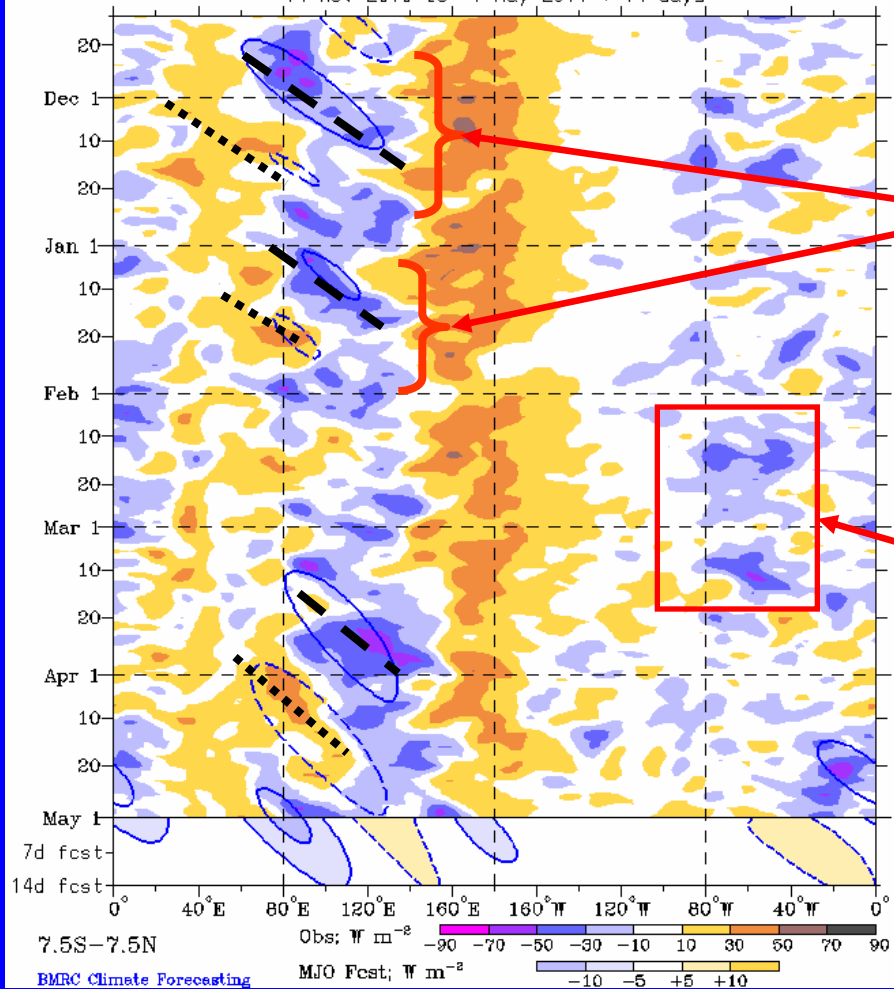 20
Dec 1
10
20
Jan 1
10
20
Feb 1
10
20
Mar 1
10
20
Apr 1
10
20
May 1
7d fcst
14d fcst
0° 40°E 80°E 120°E 160°E 160°W 120°W 80°W 40°W 0°
7.5S-7.5N
Obs; W m⁻²
-90 -70 -50 -30 -10 10 30 50 70 90
BMRC Climate Forecasting
MJO Fcst; W m⁻²
-10 -5 +5 +10